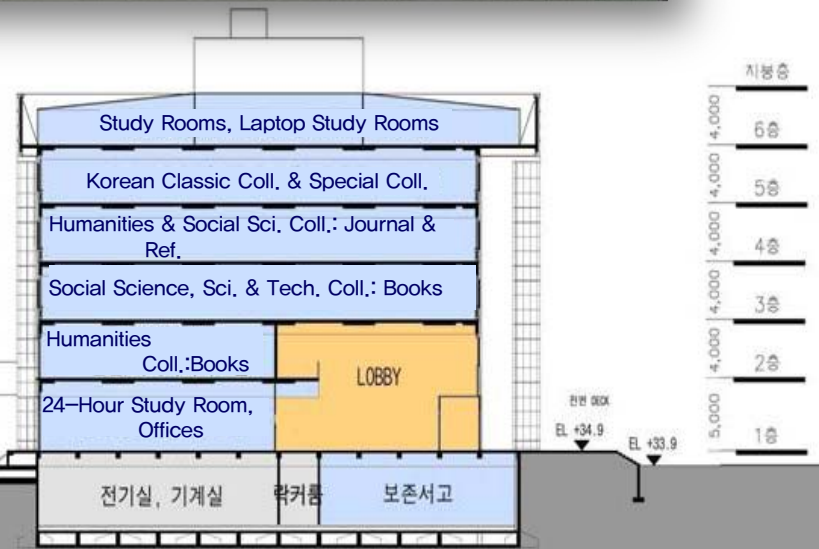 지붕층
Study Rooms, Laptop Study Rooms
4,000
6층
Korean Classic Coll. & Special Coll.
4,000
5층
Humanities & Social Sci. Coll.: Journal &
Ref.
4,000
4층
Social Science, Sci. & Tech. Coll.: Books
4,000
3층
Humanities
Coll.:Books
LOBBY
4,000
2층
24-Hour Study Room,
Offices
5,000
1층
전면 DECK
EL +34.9
EL +33.9
전기실, 기계실
락커룸
보존서고